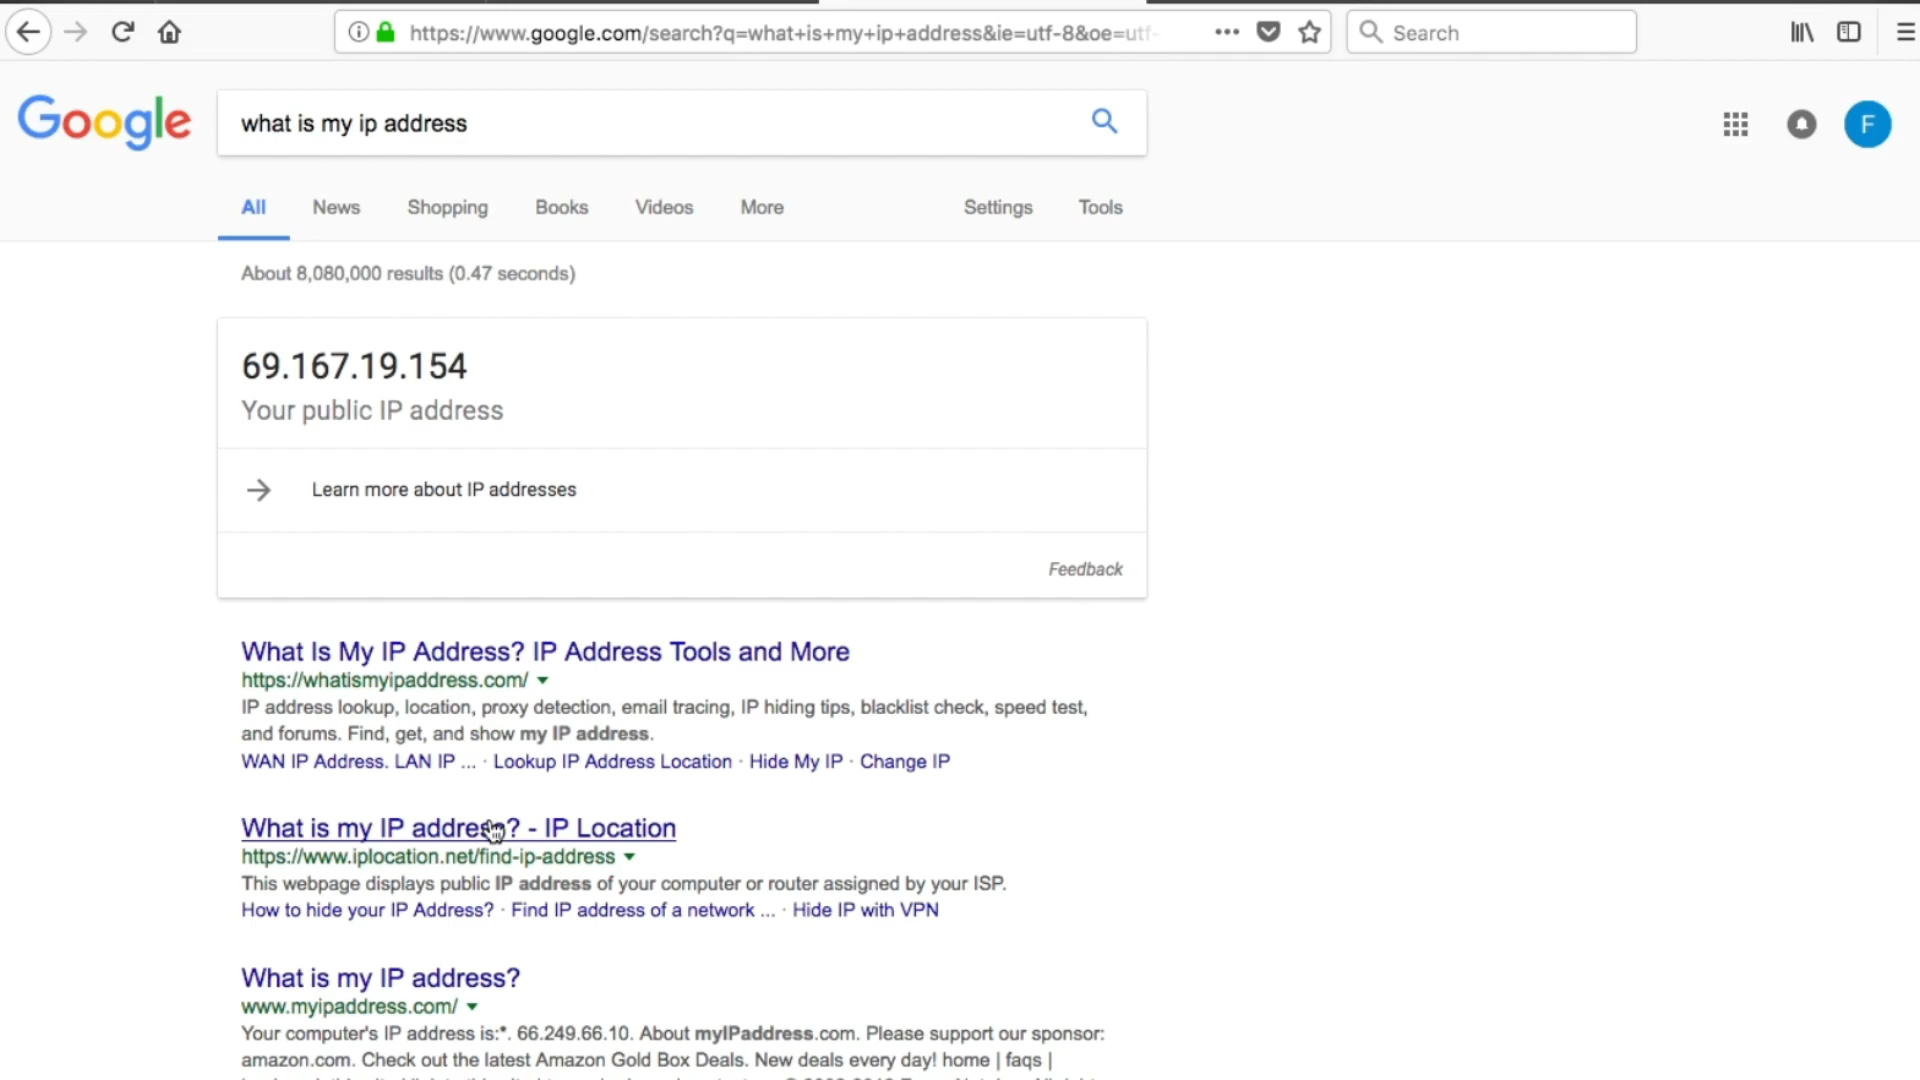 https://www.google.com/search?q=what+is+my+ip+address&ie=utf-8&oe=utf-
Search
Google
what is my ip address
F
All News Shopping Books Videos More Settings Tools
About 8,080,000 results (0.47 seconds)
69.167.19.154
Your public IP address
Learn more about IP addresses
Feedback
What Is My IP Address? IP Address Tools and More
https://whatismyipaddress.com/
IP address lookup, location, proxy detection, email tracing, IP hiding tips, blacklist check, speed test,
and forums. Find, get, and show my IP address.
WAN IP Address. LAN IP ... · Lookup IP Address Location · Hide My IP · Change IP
What is my IP address? - IP Location
https://www.iplocation.net/find-ip-address
This webpage displays public IP address of your computer or router assigned by your ISP.
How to hide your IP Address? · Find IP address of a network ... · Hide IP with VPN
What is my IP address?
www.myipaddress.com/
Your computer's IP address is:*. 66.249.66.10. About myIPaddress.com. Please support our sponsor:
amazon.com. Check out the latest Amazon Gold Box Deals. New deals every day! home | faqs |